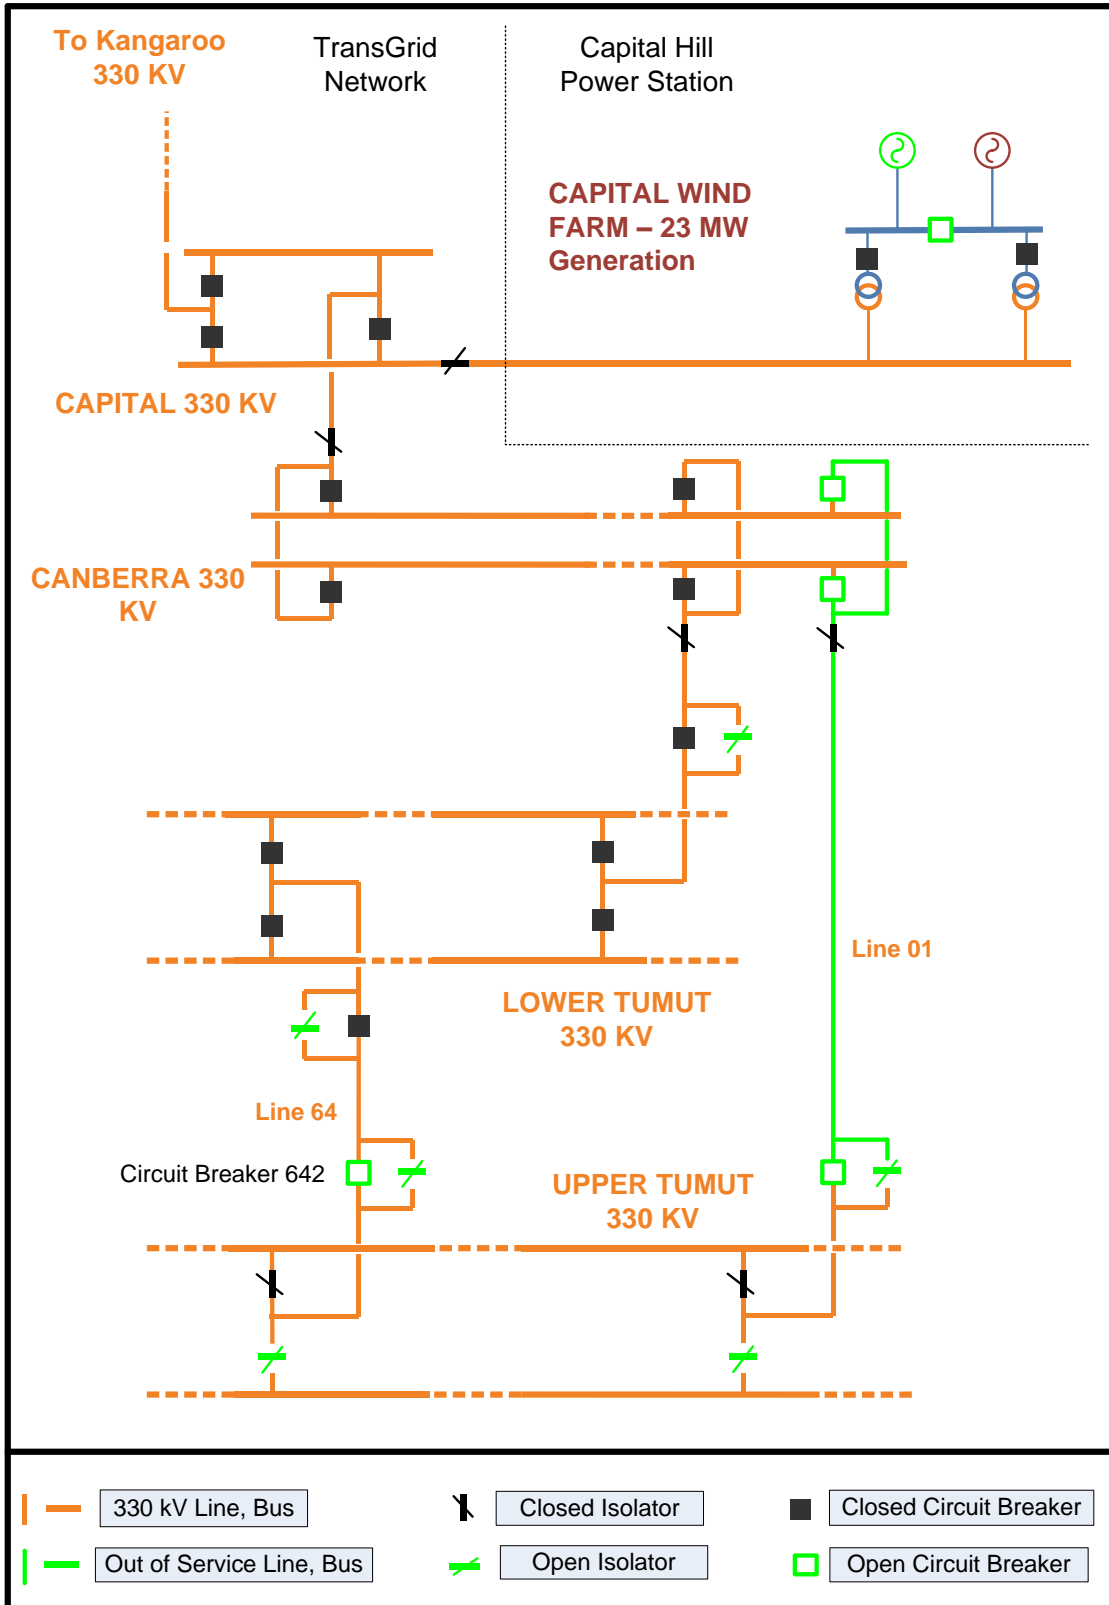 To Kangaroo
330 KV
TransGrid
Network
Capital Hill
Power Station
CAPITAL WIND
FARM – 23 MW
Generation
CAPITAL 330 KV
CANBERRA 330
KV
Line 01
LOWER TUMUT
330 KV
Line 64
Circuit Breaker 642
UPPER TUMUT
330 KV
330 kV Line, Bus
Closed Isolator
Closed Circuit Breaker
Out of Service Line, Bus
Open Isolator
Open Circuit Breaker